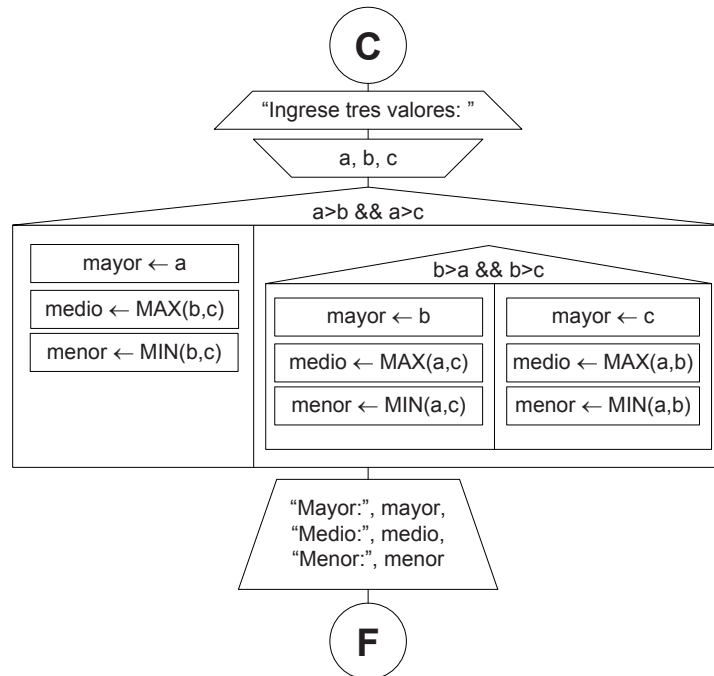 C
“Ingrese tres valores: ”
a, b, c
a>b && a>c
mayor ← a
medio ← MAX(b,c)
menor ← MIN(b,c)
b>a && b>c
mayor ← b
medio ← MAX(a,c)
menor ← MIN(a,c)
mayor ← c
medio ← MAX(a,b)
menor ← MIN(a,b)
“Mayor:”, mayor,
“Medio:”, medio,
“Menor:”, menor
F